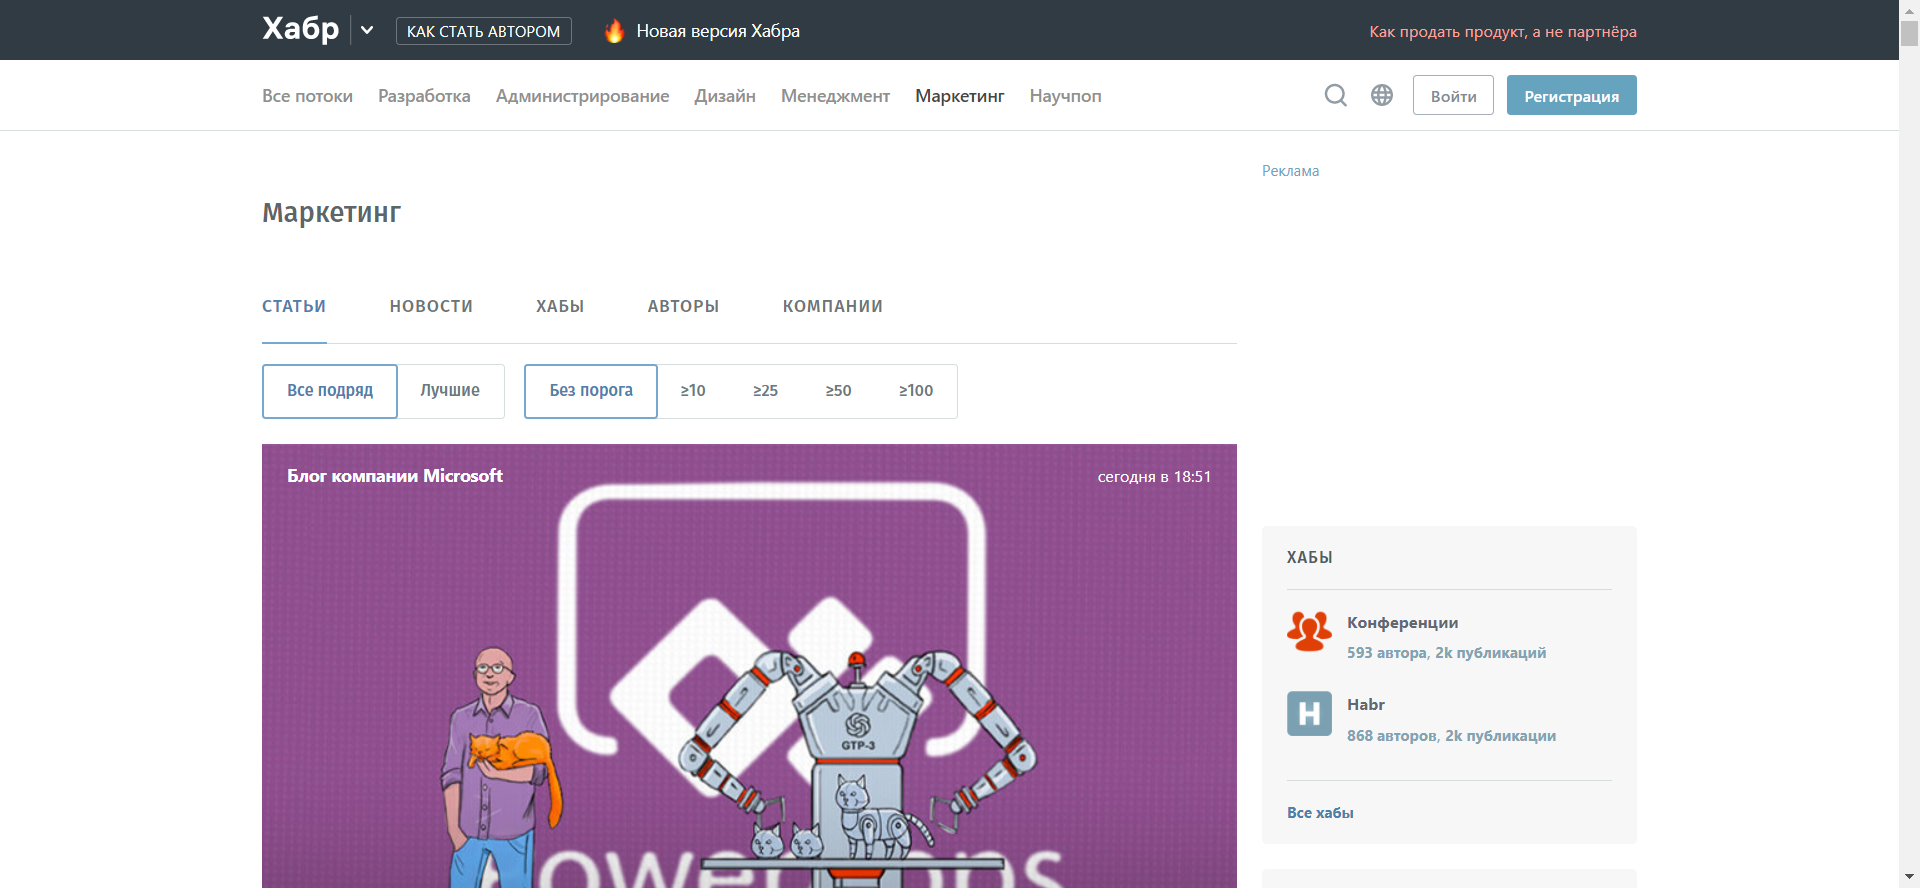 Хабр
КАК СТАТЬ АВТОРОМ
Новая версия Хабра
Как продать продукт, а не партнёра
Все потоки Разработка Администрирование Дизайн Менеджмент Маркетинг Научпоп
Войти
Регистрация
Реклама
Маркетинг
СТАТЬИ НОВОСТИ ХАБЫ АВТОРЫ КОМПАНИИ
Все подряд Лучшие Без порога ≥10 ≥25 ≥50 ≥100
Блог компании Microsoft
сегодня в 18:51
GTP-3
ХАБЫ
Конференции
593 автора, 2k публикаций
H
Habr
868 авторов, 2k публикации
Все хабы